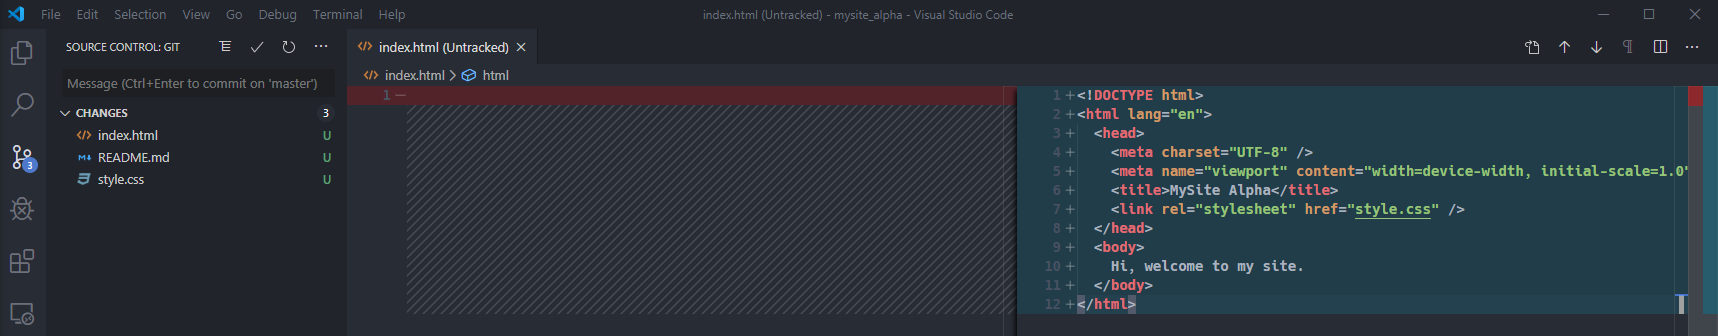 File Edit Selection View Go Debug Terminal Help
index.html (Untracked) - mysite_alpha - Visual Studio Code
SOURCE CONTROL: GIT
index.html (Untracked)
Message (Ctrl+Enter to commit on 'master')
index.html > html
CHANGES 3
index.html U
README.md U
style.css U
3
1 −
1 + <!DOCTYPE html>
2 + <html lang="en">
3 + <head>
4 + <meta charset="UTF-8" />
5 + <meta name="viewport" content="width=device-width, initial-scale=1.0"
6 + <title>MySite Alpha</title>
7 + <link rel="stylesheet" href="style.css" />
8 + </head>
9 + <body>
10 + Hi, welcome to my site.
11 + </body>
12 + </html>